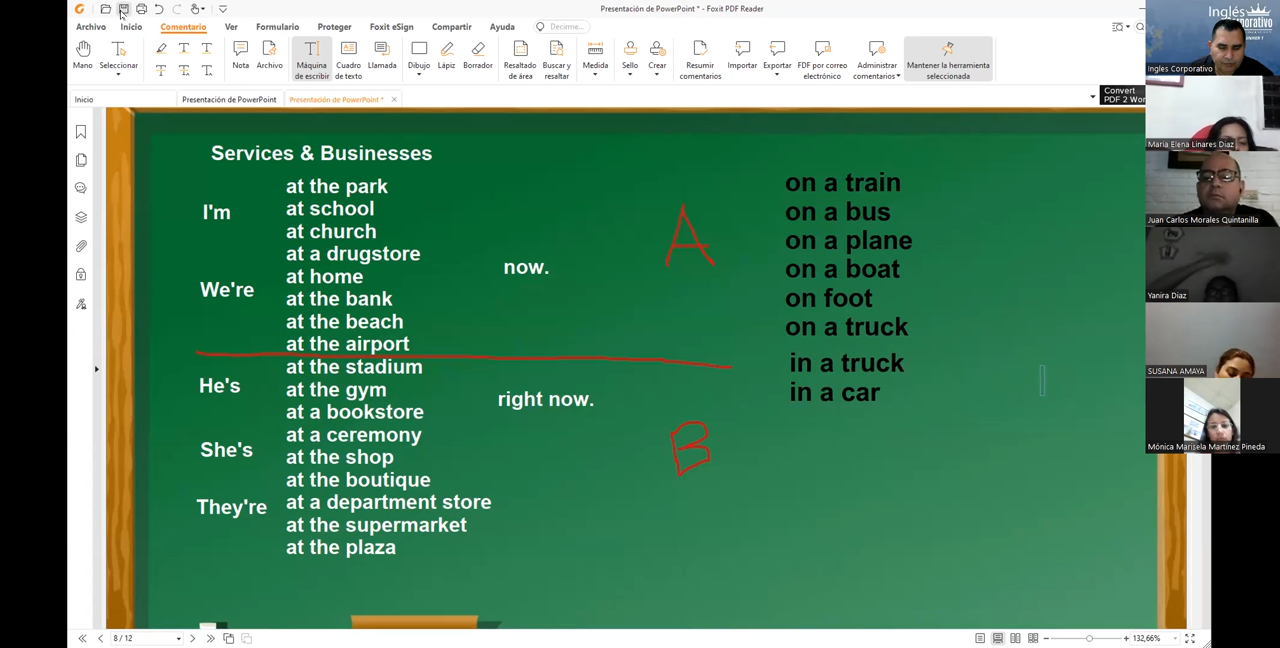 Presentación de PowerPoint * - Foxit PDF Reader
Archivo Inicio Comentario Ver Formulario Proteger Foxit eSign Compartir Ayuda Decirme...
Mano Seleccionar Nota Archivo Máquina de escribir Cuadro de texto Llamada Dibujo Lápiz Borrador Resaltado de área Buscar y resaltar Medida Sello Crear Resumir comentarios Importar Exportar FDF por correo electrónico Administrar comentarios Mantener la herramienta seleccionada
Inicio Presentación de PowerPoint Presentación de PowerPoint *
Convert
PDF 2 Wor
Services & Businesses
I'm
We're
He's
She's
They're
at the park
at school
at church
at a drugstore
at home
at the bank
at the beach
at the airport
at the stadium
at the gym
at a bookstore
at a ceremony
at the shop
at the boutique
at a department store
at the supermarket
at the plaza
now.
right now.
A
B
on a train
on a bus
on a plane
on a boat
on foot
on a truck
in a truck
in a car
Inglés
Corporativo
Ingles Corporativo
Maria Elena Linares Diaz
Juan Carlos Morales Quintanilla
Yanira Diaz
SUSANA AMAYA
Mónica Marisela Martínez Pineda
8 / 12
132,66%